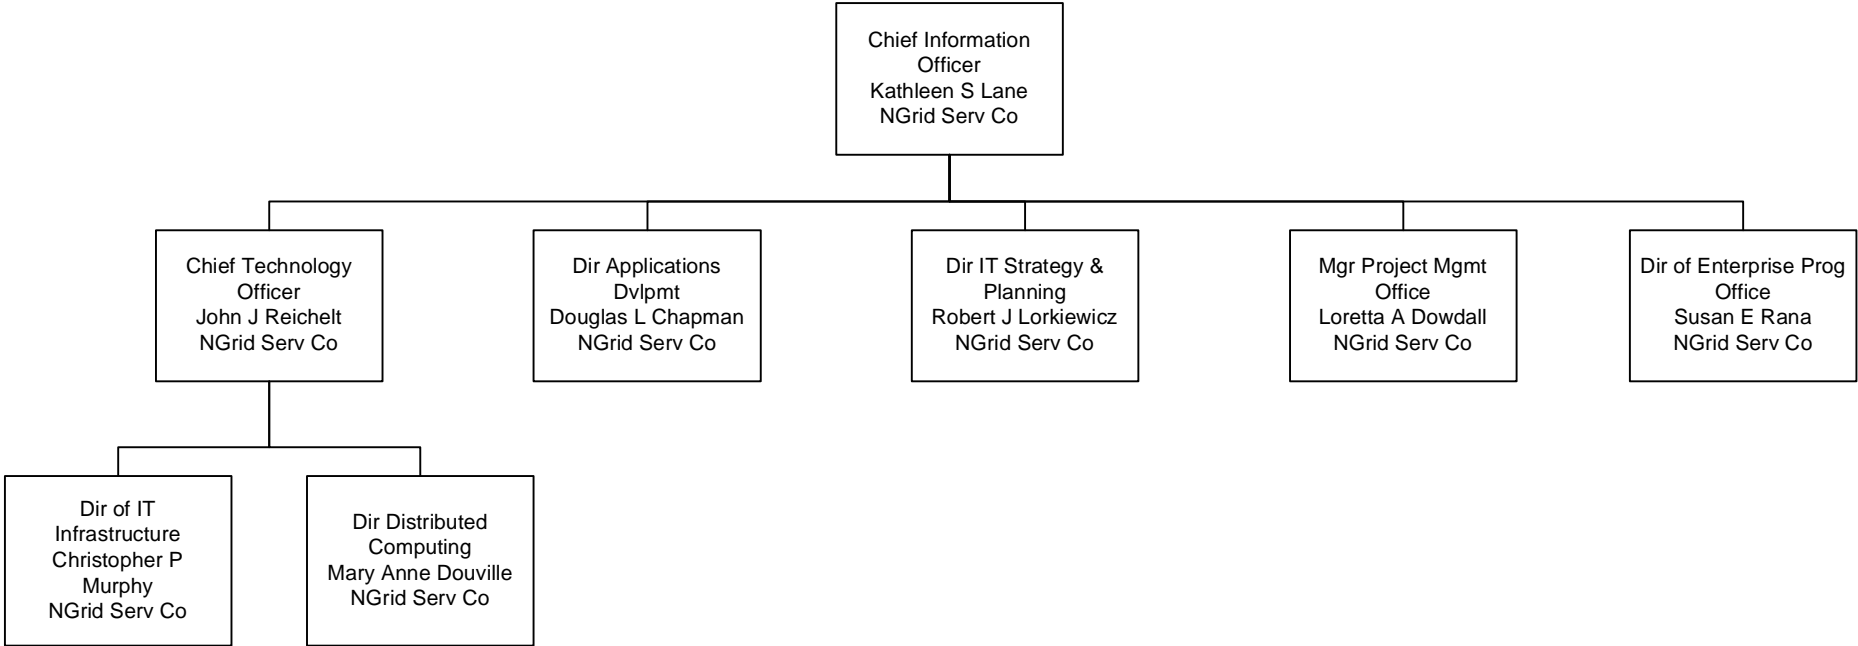 Chief Information
Officer
Kathleen S Lane
NGrid Serv Co
Chief Technology
Officer
John J Reichelt
NGrid Serv Co
Dir Applications
Dvlpmt
Douglas L Chapman
NGrid Serv Co
Dir IT Strategy &
Planning
Robert J Lorkiewicz
NGrid Serv Co
Mgr Project Mgmt
Office
Loretta A Dowdall
NGrid Serv Co
Dir of Enterprise Prog
Office
Susan E Rana
NGrid Serv Co
Dir of IT
Infrastructure
Christopher P
Murphy
NGrid Serv Co
Dir Distributed
Computing
Mary Anne Douville
NGrid Serv Co